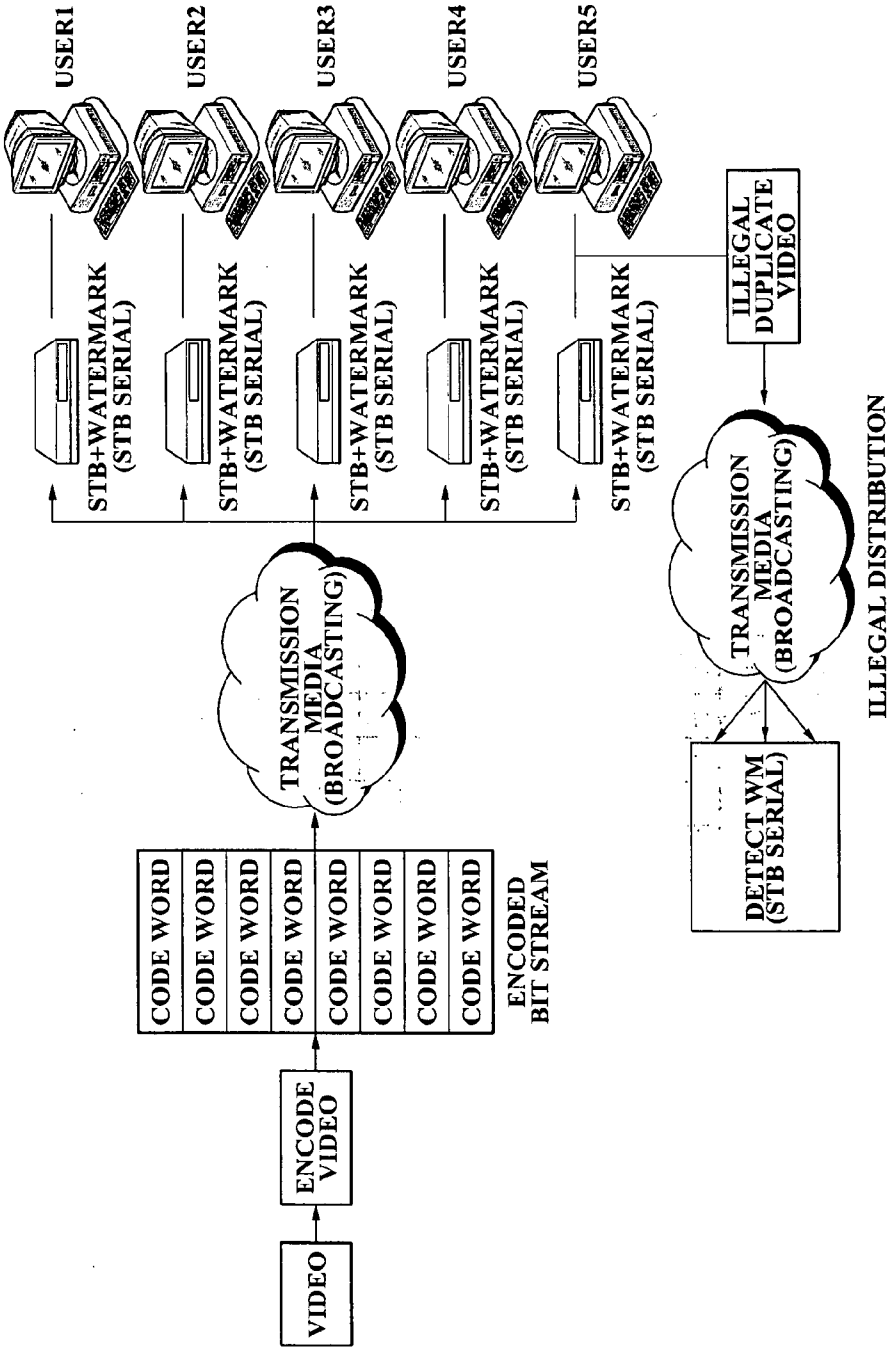 VIDEO
ENCODE
VIDEO
CODE WORD
CODE WORD
CODE WORD
CODE WORD
CODE WORD
CODE WORD
CODE WORD
CODE WORD
ENCODED
BIT STREAM
TRANSMISSION
MEDIA
(BROADCASTING)
STB+WATERMARK
(STB SERIAL)
USER1
STB+WATERMARK
(STB SERIAL)
USER2
STB+WATERMARK
(STB SERIAL)
USER3
STB+WATERMARK
(STB SERIAL)
USER4
STB+WATERMARK
(STB SERIAL)
USER5
ILLEGAL
DUPLICATE
VIDEO
TRANSMISSION
MEDIA
(BROADCASTING)
DETECT WM
(STB SERIAL)
ILLEGAL DISTRIBUTION